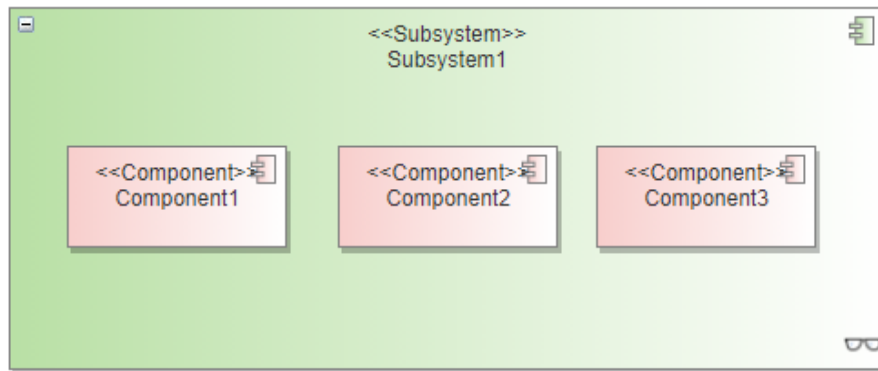 <<Subsystem>>
Subsystem1
<<Component>>
Component1
<<Component>>
Component2
<<Component>>
Component3